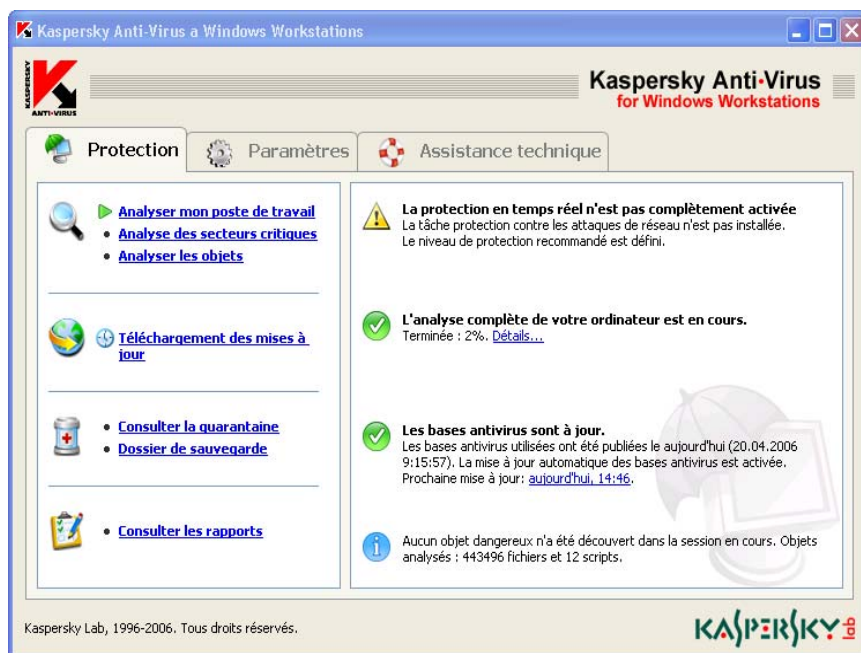 Kaspersky Anti-Virus a Windows Workstations
KASPERSKY
ANTI-VIRUS
Kaspersky Anti-Virus
for Windows Workstations
Protection
Paramètres
Assistance technique
Analyser mon poste de travail
Analyse des secteurs critiques
Analyser les objets
Téléchargement des mises à
jour
Consulter la quarantaine
Dossier de sauvegarde
Consulter les rapports
La protection en temps réel n'est pas complètement activée
La tâche protection contre les attaques de réseau n'est pas installée.
Le niveau de protection recommandé est défini.
L'analyse complète de votre ordinateur est en cours.
Terminée : 2%. Détails...
Les bases antivirus sont à jour.
Les bases antivirus utilisées ont été publiées le aujourd'hui (20.04.2006
9:15:57). La mise à jour automatique des bases antivirus est activée.
Prochaine mise à jour: aujourd'hui, 14:46.
Aucun objet dangereux n'a été découvert dans la session en cours. Objets
analysés : 443496 fichiers et 12 scripts.
Kaspersky Lab, 1996-2006. Tous droits réservés.
KASPERSKY lab